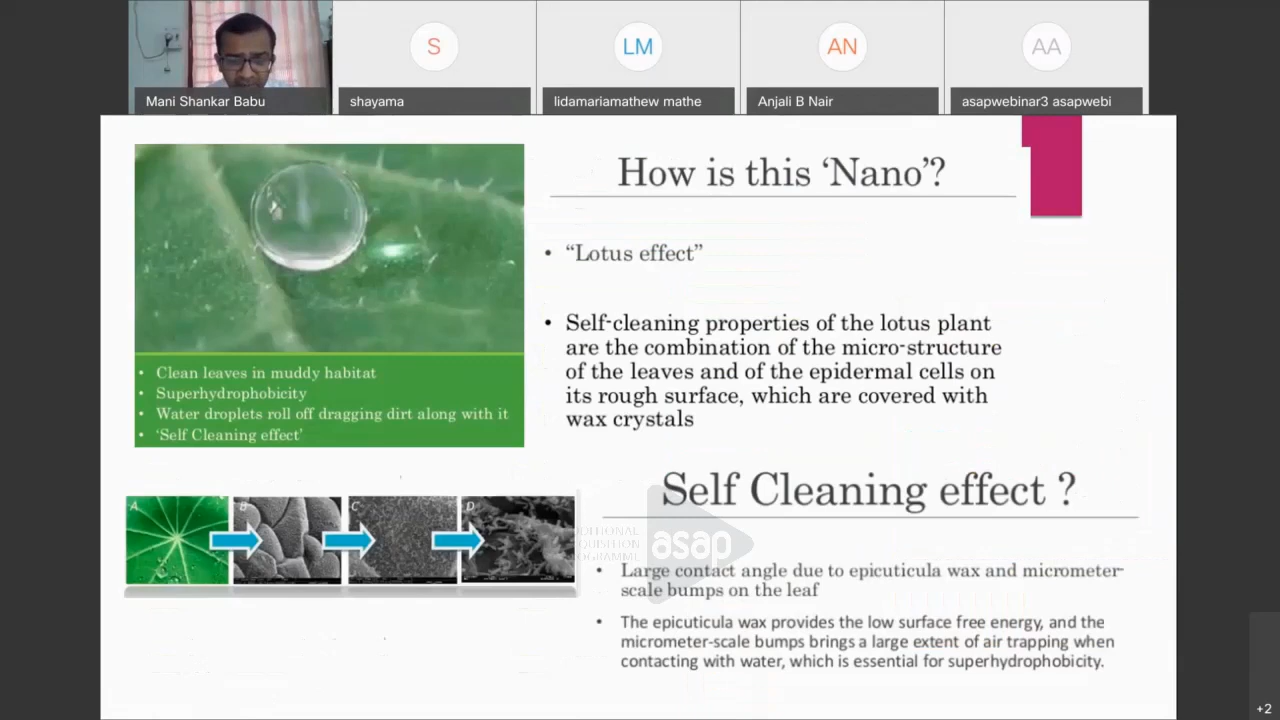 S
LM
AN
AA
Mani Shankar Babu
shayama
lidamariamathew mathe
Anjali B Nair
asapwebinar3 asapwebi
How is this ‘Nano’?
• “Lotus effect”
• Self-cleaning properties of the lotus plant
are the combination of the micro-structure
of the leaves and of the epidermal cells on
its rough surface, which are covered with
wax crystals
• Clean leaves in muddy habitat
• Superhydrophobicity
• Water droplets roll off dragging dirt along with it
• ‘Self Cleaning effect’
A
B
C
D
Self Cleaning effect ?
asap
• Large contact angle due to epicuticula wax and micrometer-
scale bumps on the leaf
• The epicuticula wax provides the low surface free energy, and the
micrometer-scale bumps brings a large extent of air trapping when
contacting with water, which is essential for superhydrophobicity.
+2